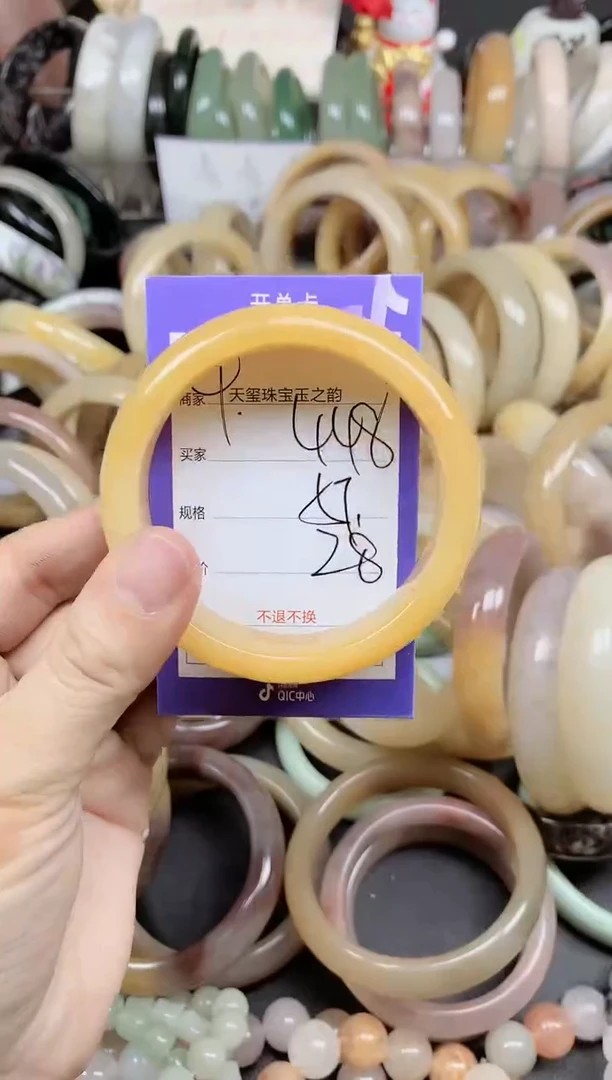 开单卡
商家 天玺珠宝玉之韵
买家 448
规格 57.
价 28
不退不换
QIC中心